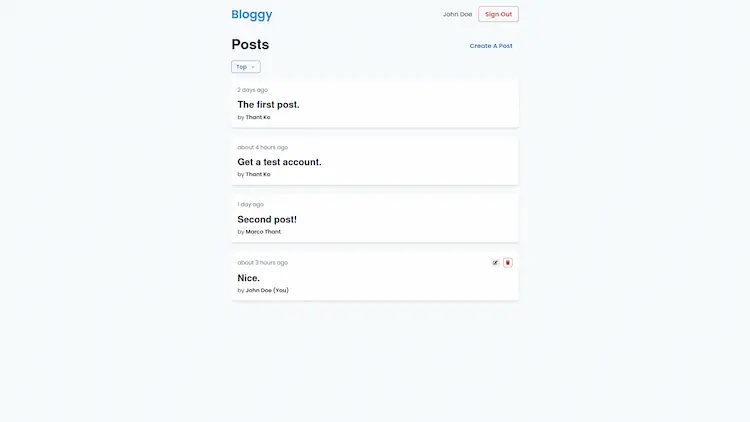 Bloggy
John Doe
Sign Out
Posts
Create A Post
Top
2 days ago
The first post.
by Thant Ko
about 4 hours ago
Get a test account.
by Thant Ko
1 day ago
Second post!
by Marco Thant
about 3 hours ago
Nice.
by John Doe (You)